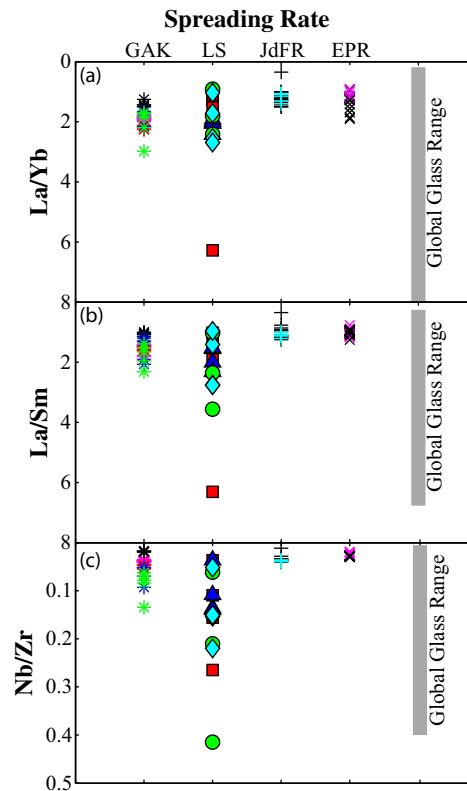 Spreading Rate
GAK LS JdFR EPR
0
(a)
2
4
6
La/Yb
Global Glass Range
8
(b)
2
4
6
La/Sm
Global Glass Range
8
(c)
0.1
0.2
0.3
0.4
0.5
Nb/Zr
Global Glass Range